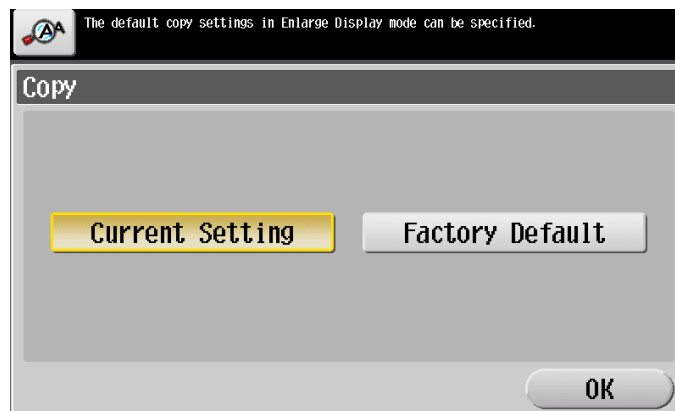 The default copy settings in Enlarge Display mode can be specified.
Copy
Current Setting
Factory Default
OK